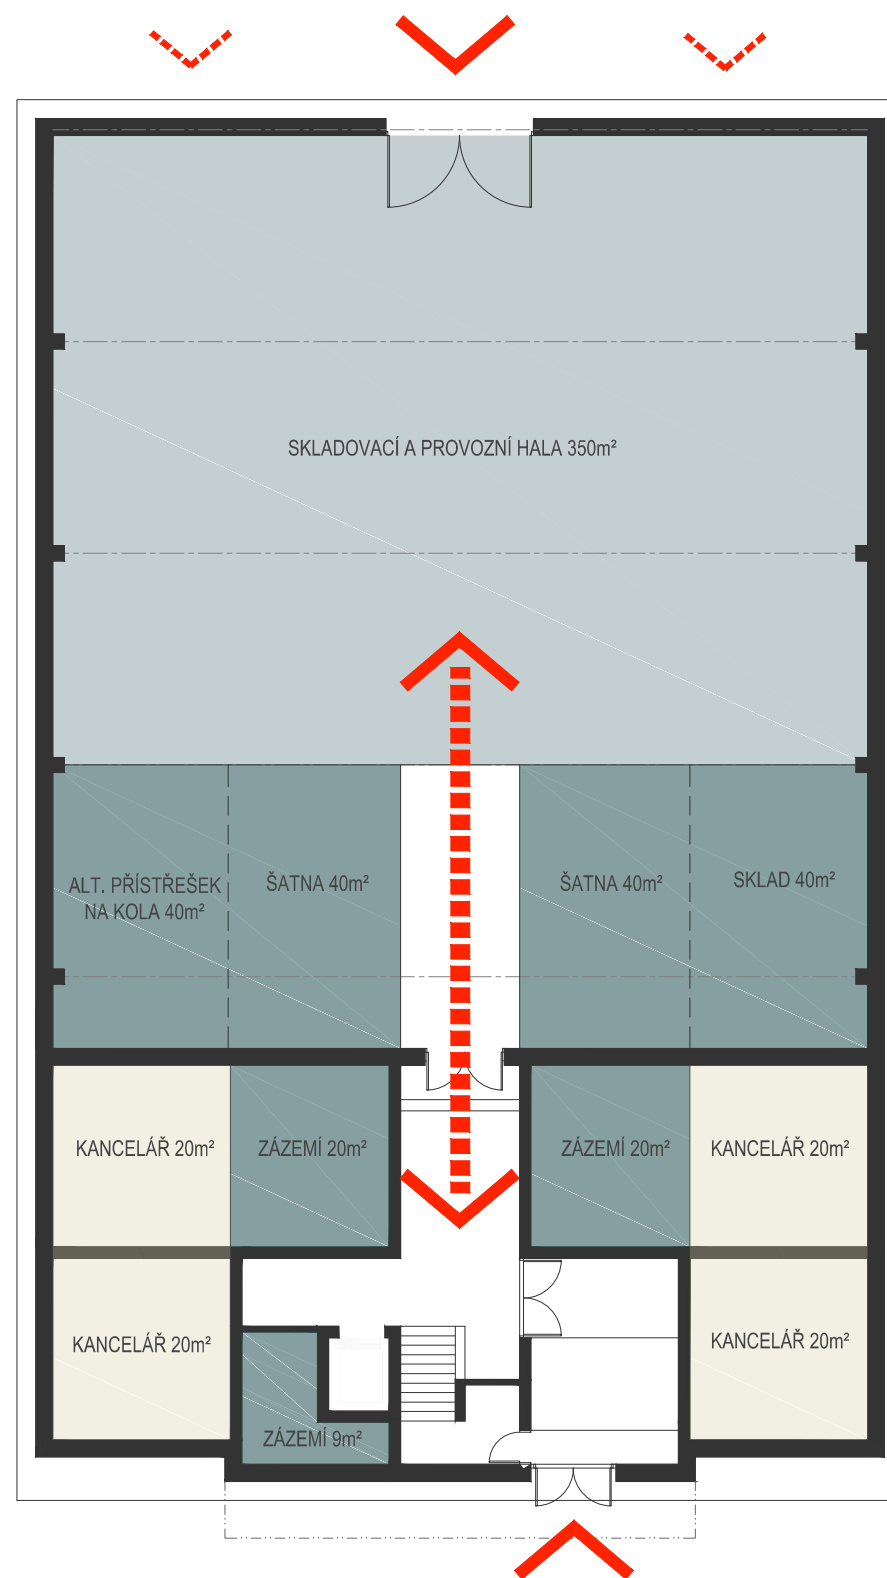 SKLADOVACÍ A PROVOZNÍ HALA 350m²
ALT. PŘÍSTŘEŠEK
NA KOLA 40m²
ŠATNA 40m²
ŠATNA 40m²
SKLAD 40m²
KANCELÁŘ 20m²
ZÁZEMÍ 20m²
ZÁZEMÍ 20m²
KANCELÁŘ 20m²
KANCELÁŘ 20m²
KANCELÁŘ 20m²
ZÁZEMÍ 9m²